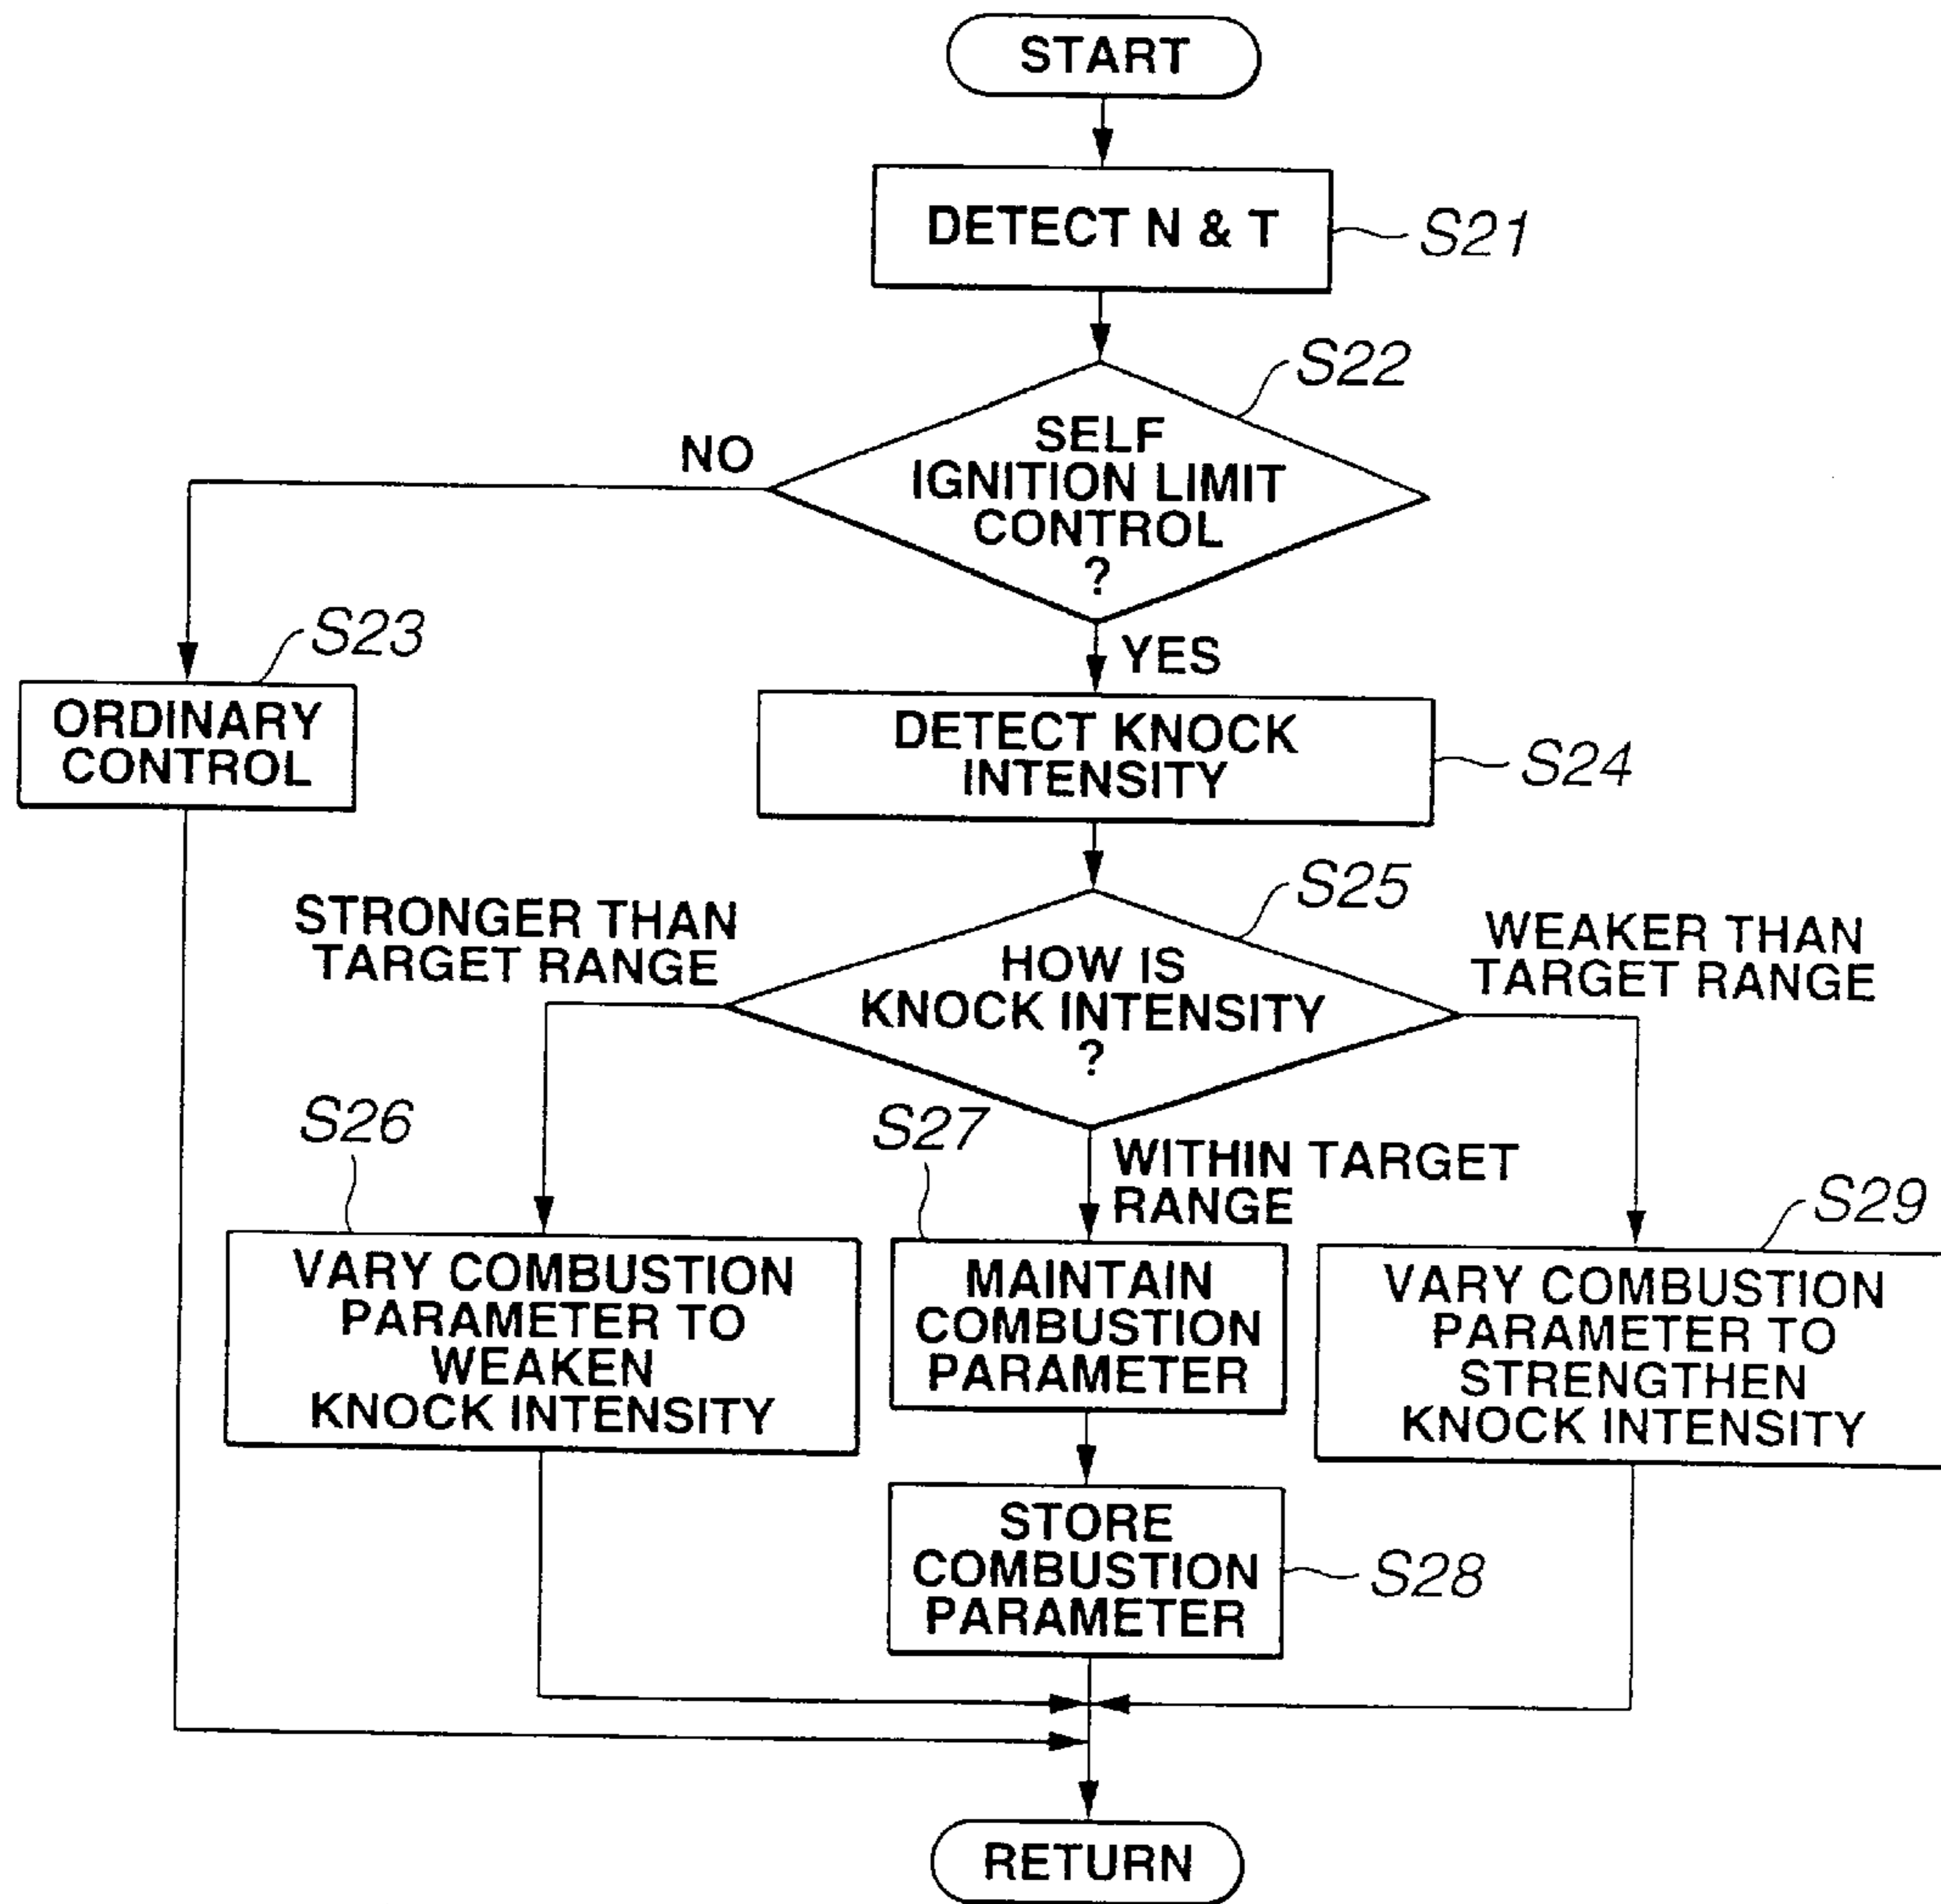 START
DETECT N & T
S21
S22
SELF
IGNITION LIMIT
CONTROL
?
NO
YES
S23
ORDINARY
CONTROL
DETECT KNOCK
INTENSITY
S24
S25
STRONGER THAN
TARGET RANGE
HOW IS
KNOCK INTENSITY
?
WEAKER THAN
TARGET RANGE
WITHIN TARGET
RANGE
S26
VARY COMBUSTION
PARAMETER TO
WEAKEN
KNOCK INTENSITY
S27
MAINTAIN
COMBUSTION
PARAMETER
S29
VARY COMBUSTION
PARAMETER TO
STRENGTHEN
KNOCK INTENSITY
STORE
COMBUSTION
PARAMETER
S28
RETURN